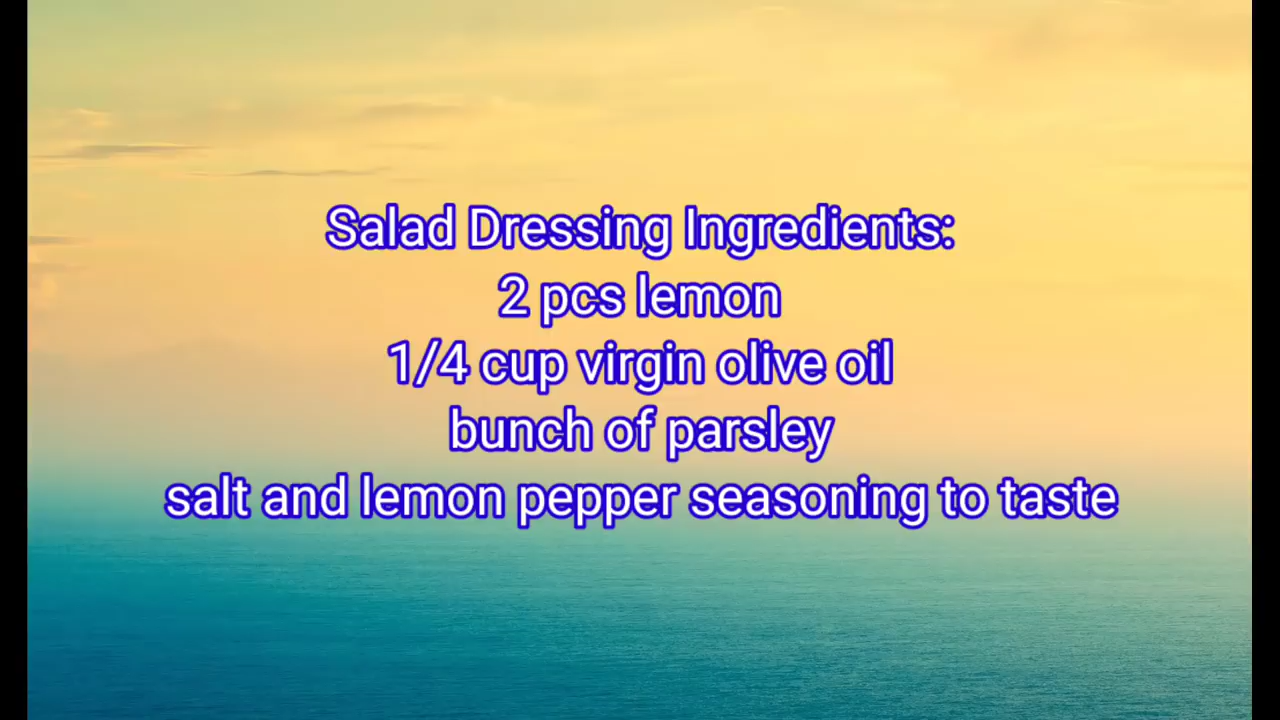 Salad Dressing Ingredients:
2 pcs lemon
1/4 cup virgin olive oil
bunch of parsley
salt and lemon pepper seasoning to taste